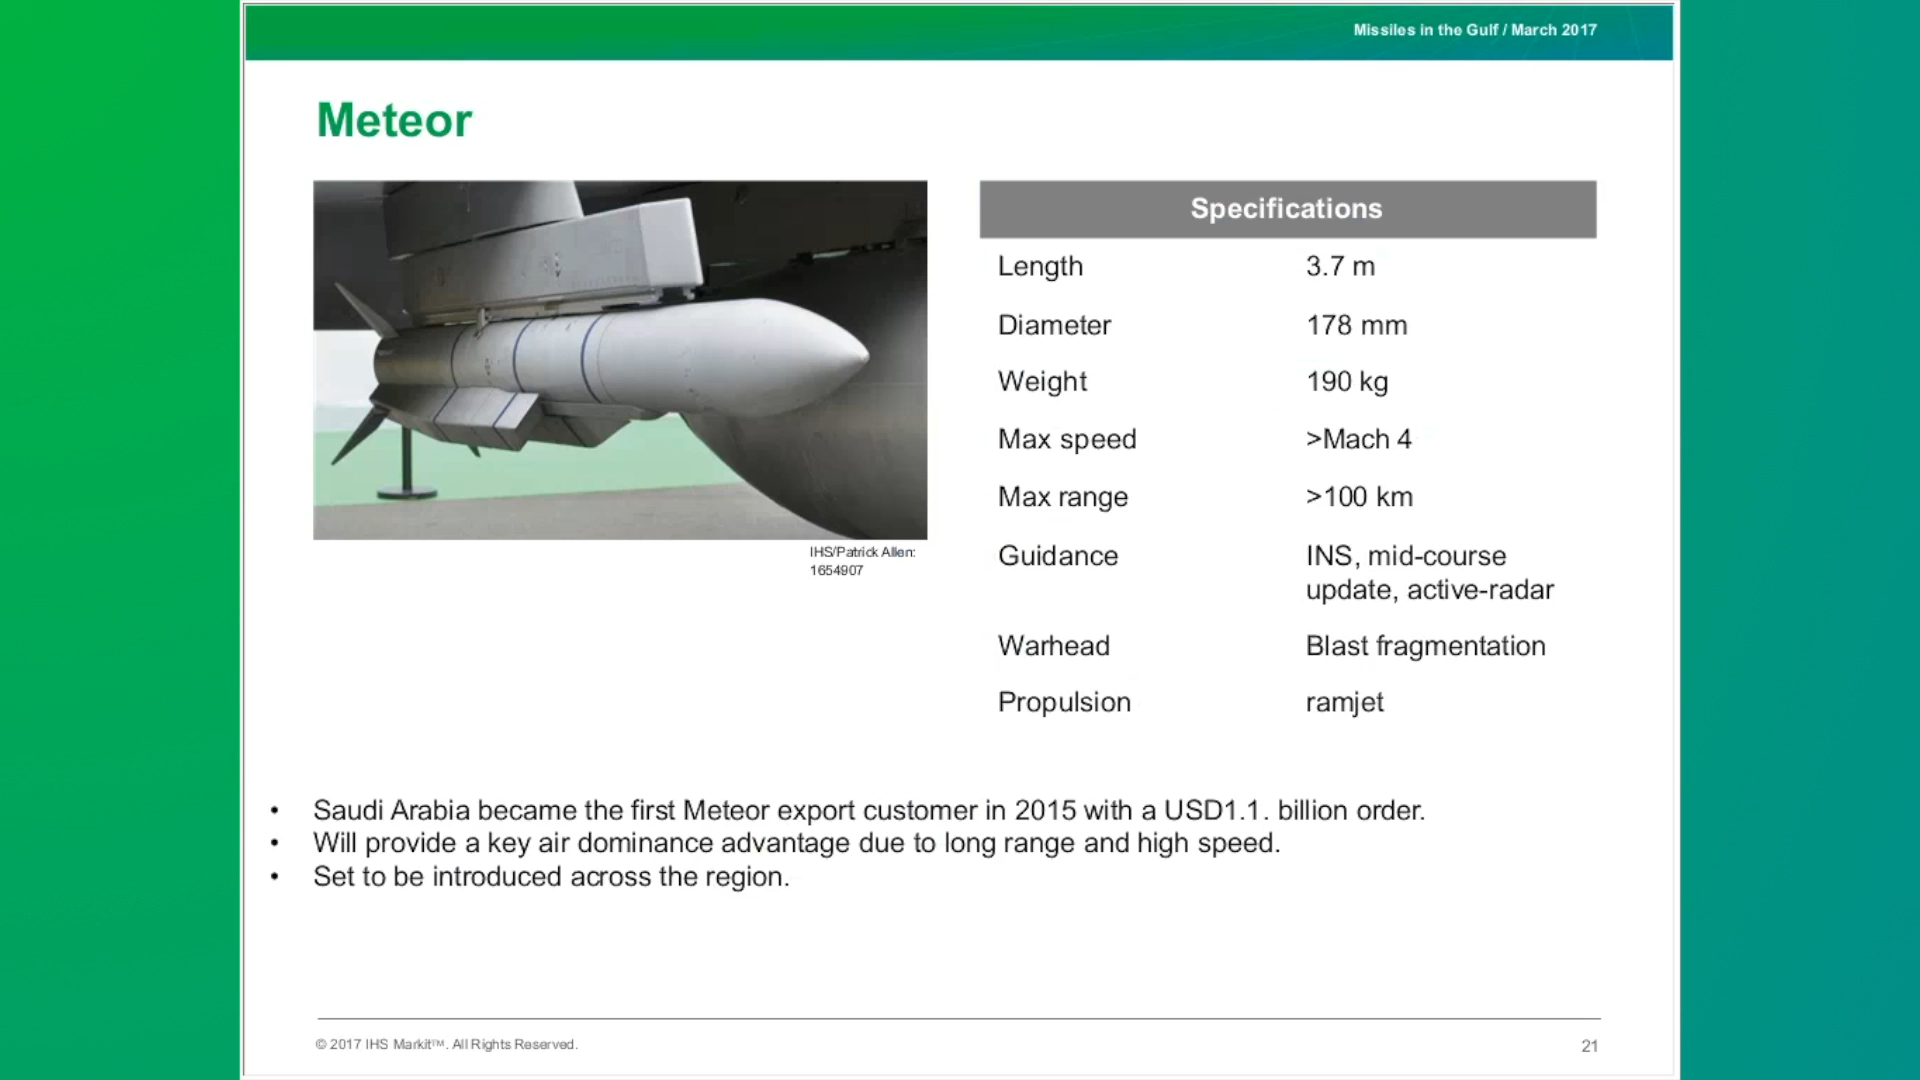 Missiles in the Gulf / March 2017
Meteor
IHS/Patrick Allen:
1654907
Specifications
Length 3.7 m
Diameter 178 mm
Weight 190 kg
Max speed >Mach 4
Max range >100 km
Guidance INS, mid-course
update, active-radar
Warhead Blast fragmentation
Propulsion ramjet
• Saudi Arabia became the first Meteor export customer in 2015 with a USD1.1. billion order.
• Will provide a key air dominance advantage due to long range and high speed.
• Set to be introduced across the region.
© 2017 IHS Markit™. All Rights Reserved.
21